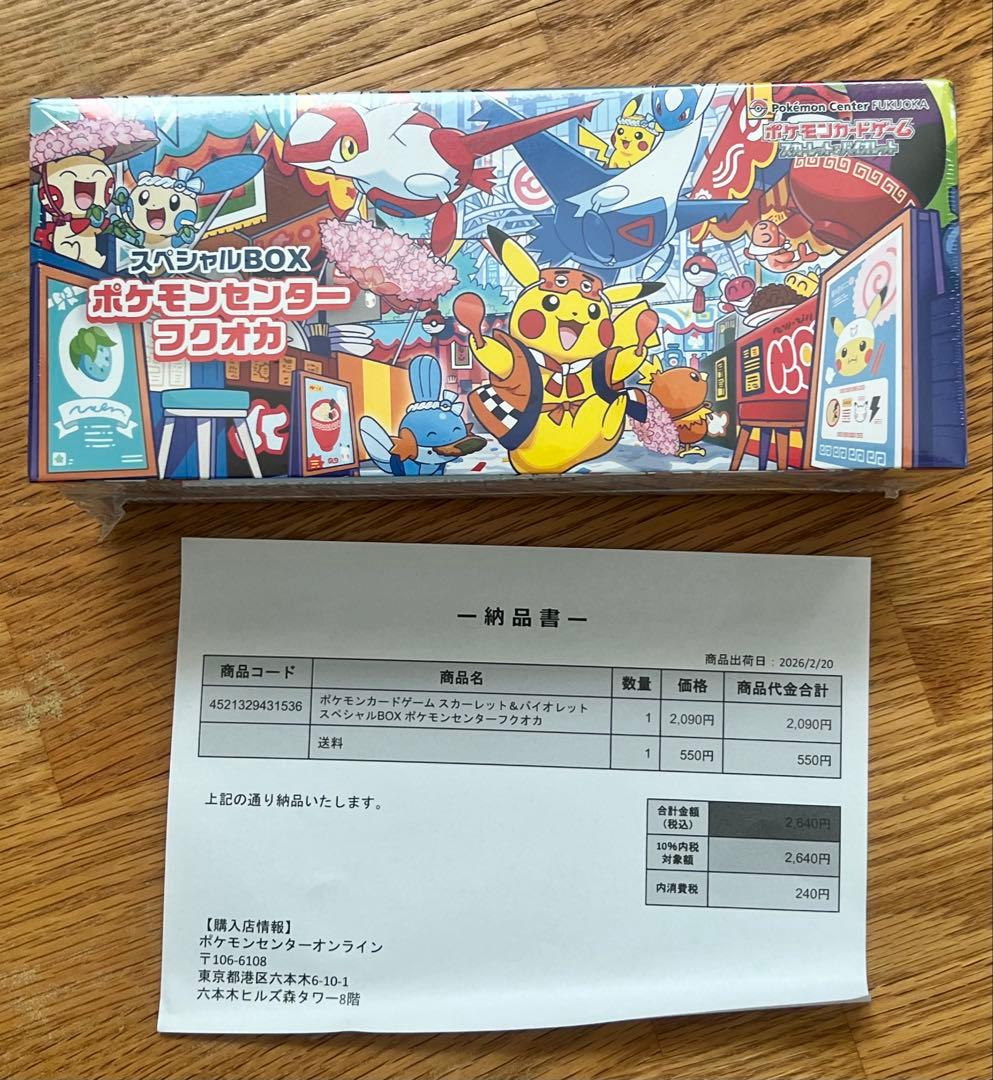 Pokémon Center FUKUOKA
ポケモンカードゲーム
スカーレット&バイオレット
スペシャルBOX
ポケモンセンター
フクオカ
ー納品書ー
商品出荷日：2026/2/20
商品コード 商品名 数量 価格 商品代金合計
4521329431536 ポケモンカードゲーム スカーレット＆バイオレット
スペシャルBOX ポケモンセンターフクオカ 1 2,090円 2,090円
送料 1 550円 550円
上記の通り納品いたします。
合計金額
(税込) 2,640円
10%内税
対象額 2,640円
内消費税 240円
【購入店情報】
ポケモンセンターオンライン
〒106-6108
東京都港区六本木6-10-1
六本木ヒルズ森タワー8階